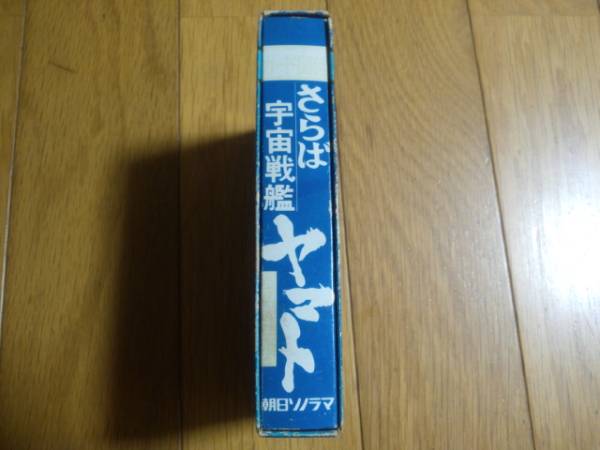 さらば
宇宙戦艦
ヤマト
朝日ソノラマ